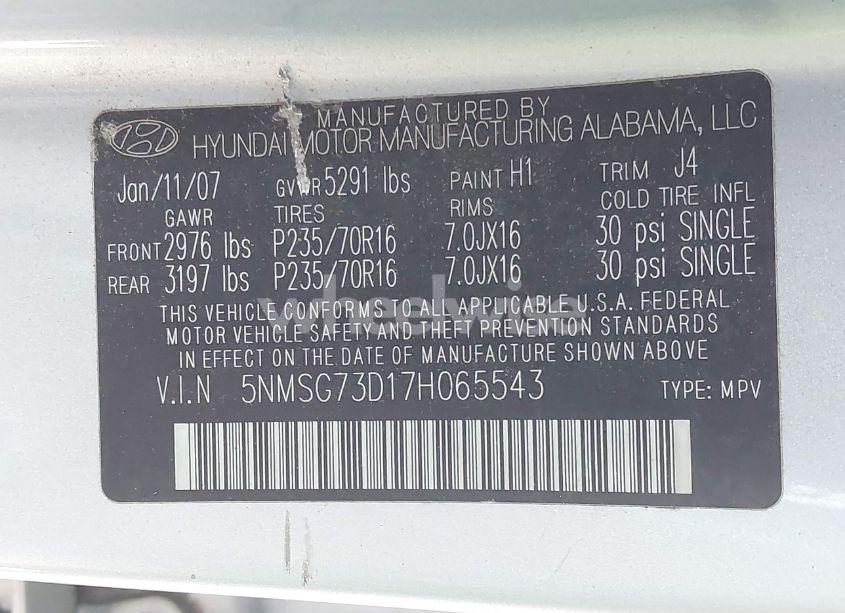 MANUFACTURED BY
HYUNDAI MOTOR MANUFACTURING ALABAMA, LLC
Jan/11/07 GVWR 5291 lbs PAINT H1 TRIM J4
GAWR TIRES RIMS COLD TIRE INFL
FRONT 2976 lbs P235/70R16 7.0JX16 30 psi SINGLE
REAR 3197 lbs P235/70R16 7.0JX16 30 psi SINGLE
THIS VEHICLE CONFORMS TO ALL APPLICABLE U.S.A. FEDERAL
MOTOR VEHICLE SAFETY AND THEFT PREVENTION STANDARDS
IN EFFECT ON THE DATE OF MANUFACTURE SHOWN ABOVE
V.I.N 5NMSG73D17H065543 TYPE: MPV